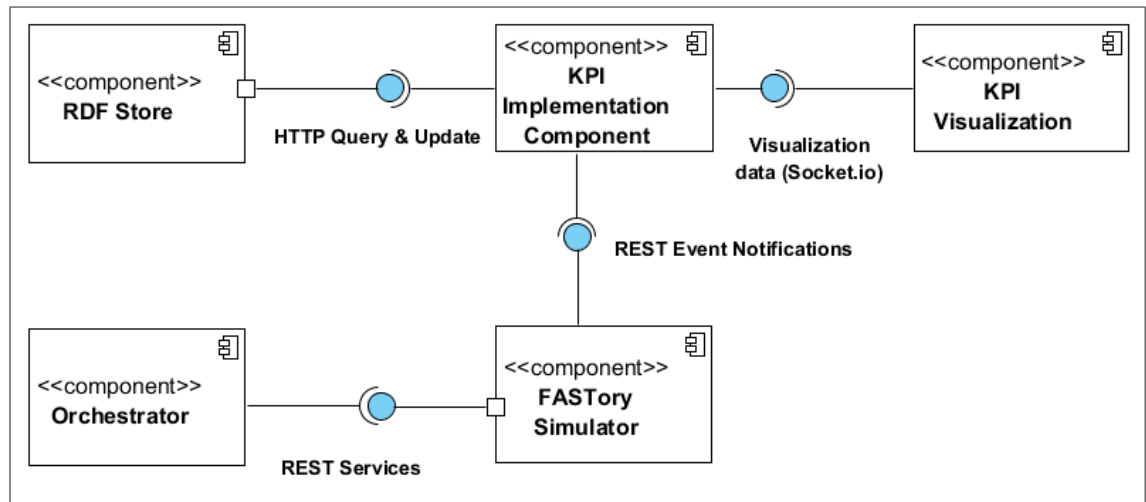 <<component>>
RDF Store
HTTP Query & Update
<<component>>
KPI
Implementation
Component
Visualization
data (Socket.io)
<<component>>
KPI
Visualization
REST Event Notifications
<<component>>
Orchestrator
REST Services
<<component>>
FASTory
Simulator